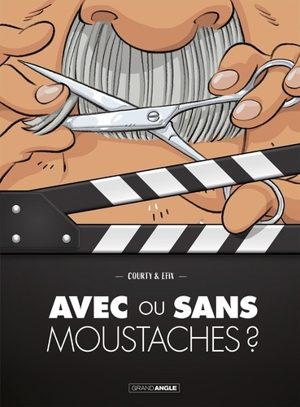 — COURTY & EFIX —
AVEC OU SANS
MOUSTACHES ?
GRAND ANGLE